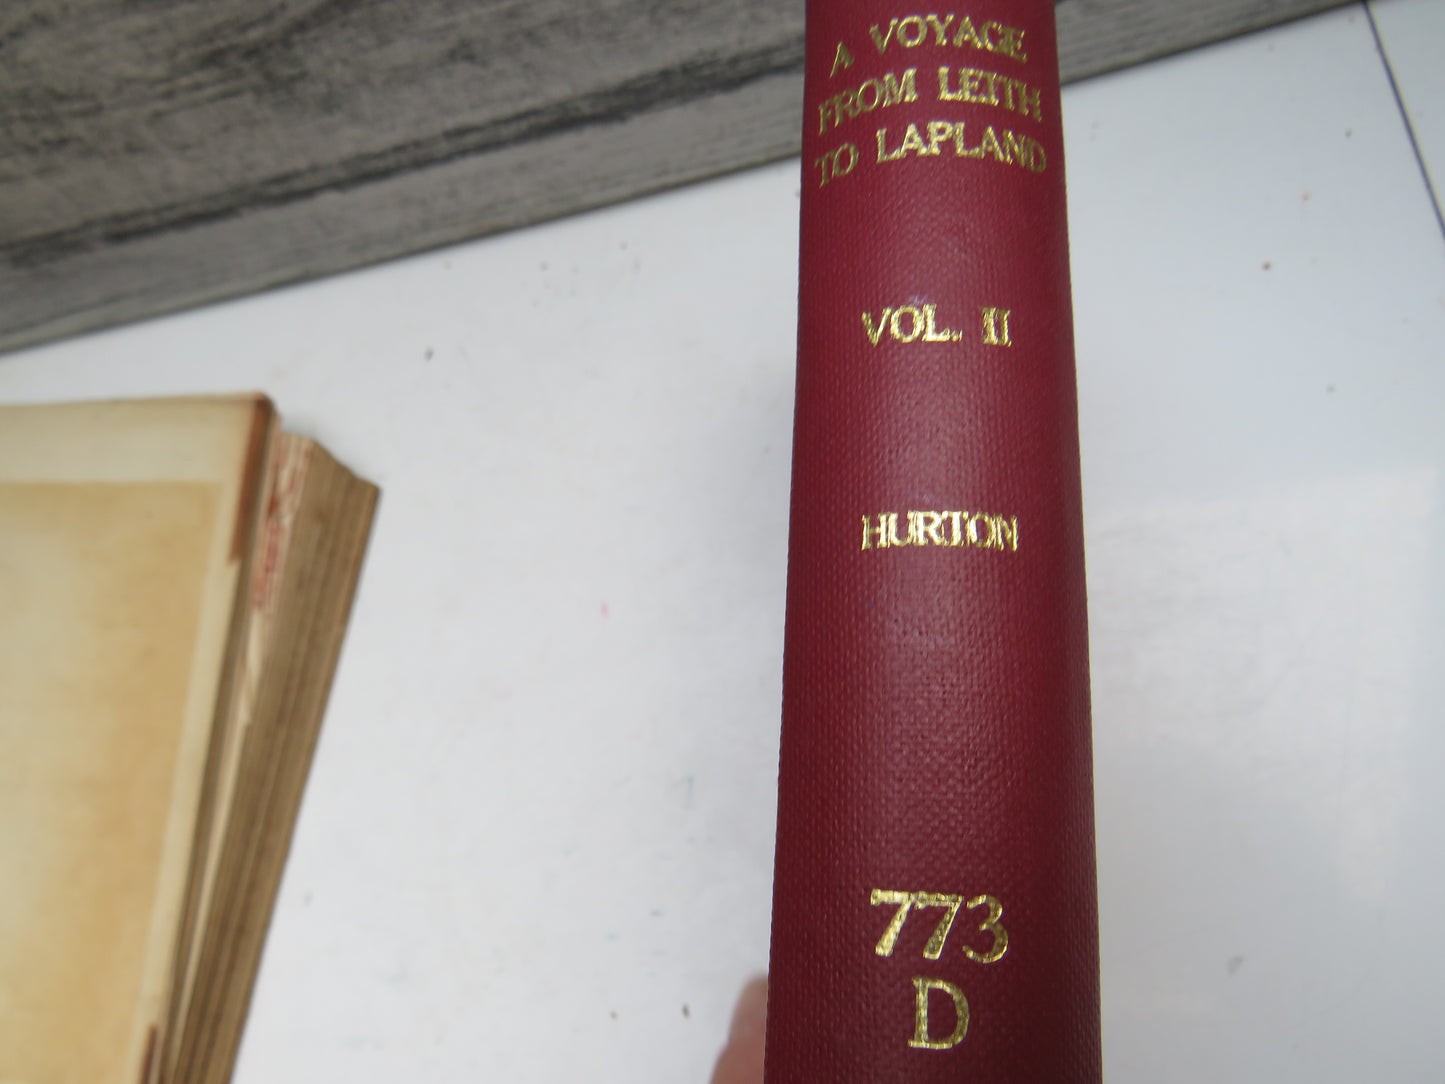 A VOYAGE
FROM LEITH
TO LAPLAND
VOL. II
HURTON
773
D